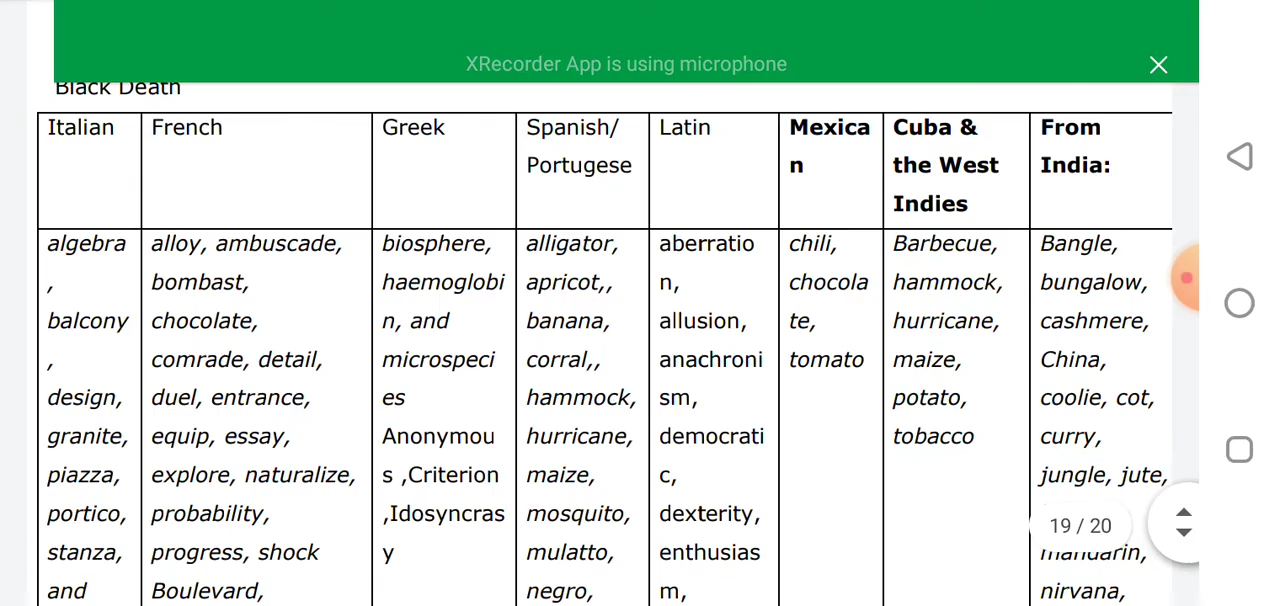 XRecorder App is using microphone
Black Death
Italian
French
Greek
Spanish/
Portugese
Latin
Mexica
n
Cuba &
the West
Indies
From
India:
algebra
,
balcony
,
design,
granite,
piazza,
portico,
stanza,
and
alloy, ambuscade,
bombast,
chocolate,
comrade, detail,
duel, entrance,
equip, essay,
explore, naturalize,
probability,
progress, shock
Boulevard,
biosphere,
haemoglobi
n, and
microspeci
es
Anonymou
s ,Criterion
,Idosyncras
y
alligator,
apricot,,
banana,
corral,,
hammock,
hurricane,
maize,
mosquito,
mulatto,
negro,
aberratio
n,
allusion,
anachroni
sm,
democrati
c,
dexterity,
enthusias
m,
chili,
chocola
te,
tomato
Barbecue,
hammock,
hurricane,
maize,
potato,
tobacco
Bangle,
bungalow,
cashmere,
China,
coolie, cot,
curry,
jungle, jute,
mandarin,
nirvana,
19 / 20